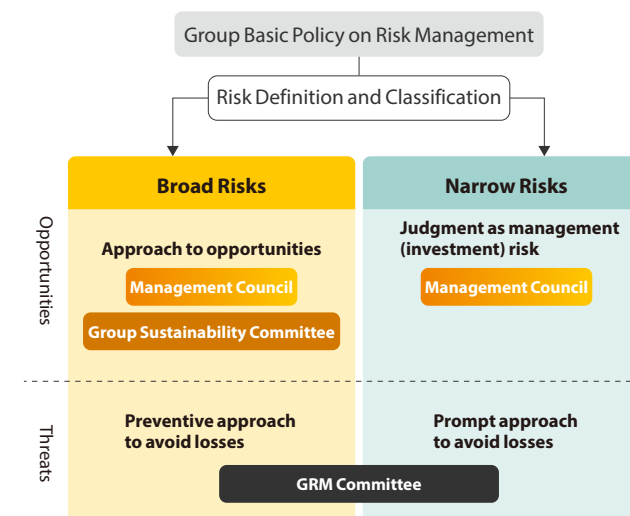 Group Basic Policy on Risk Management
Risk Definition and Classification
Broad Risks
Narrow Risks
Opportunities
Approach to opportunities
Management Council
Group Sustainability Committee
Judgment as management
(investment) risk
Management Council
Threats
Preventive approach
to avoid losses
Prompt approach
to avoid losses
GRM Committee